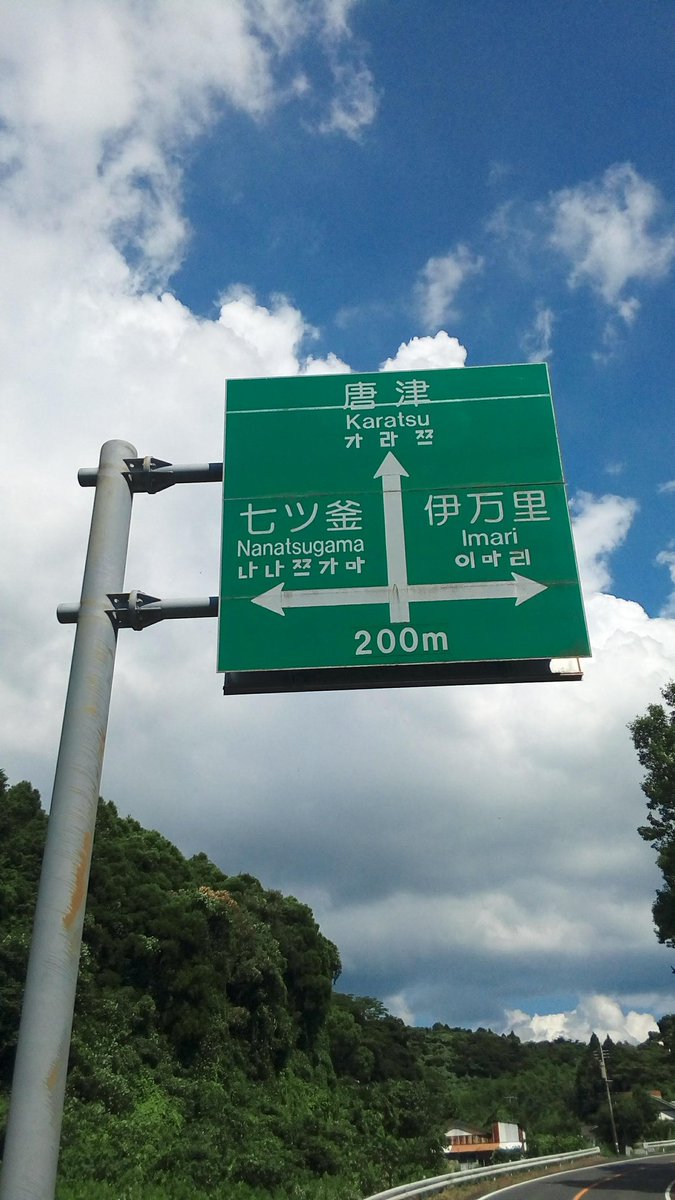 唐津
Karatsu
가라쯔
七ツ釜
Nanatsugama
나나쯔가마
伊万里
Imari
이마리
200m